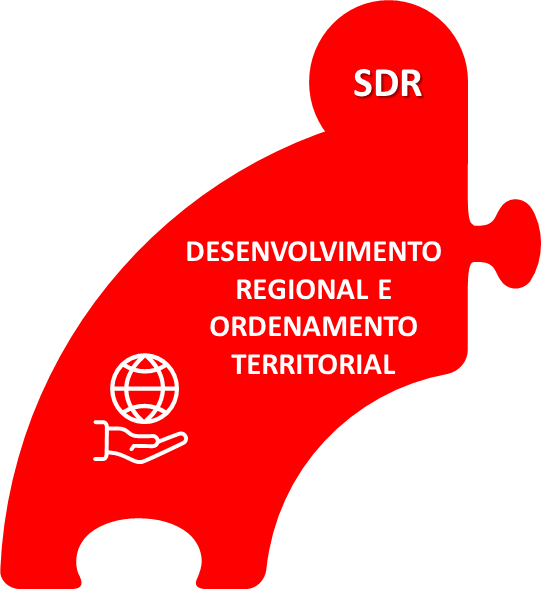 SDR
DESENVOLVIMENTO
REGIONAL E
ORDENAMENTO
TERRITORIAL